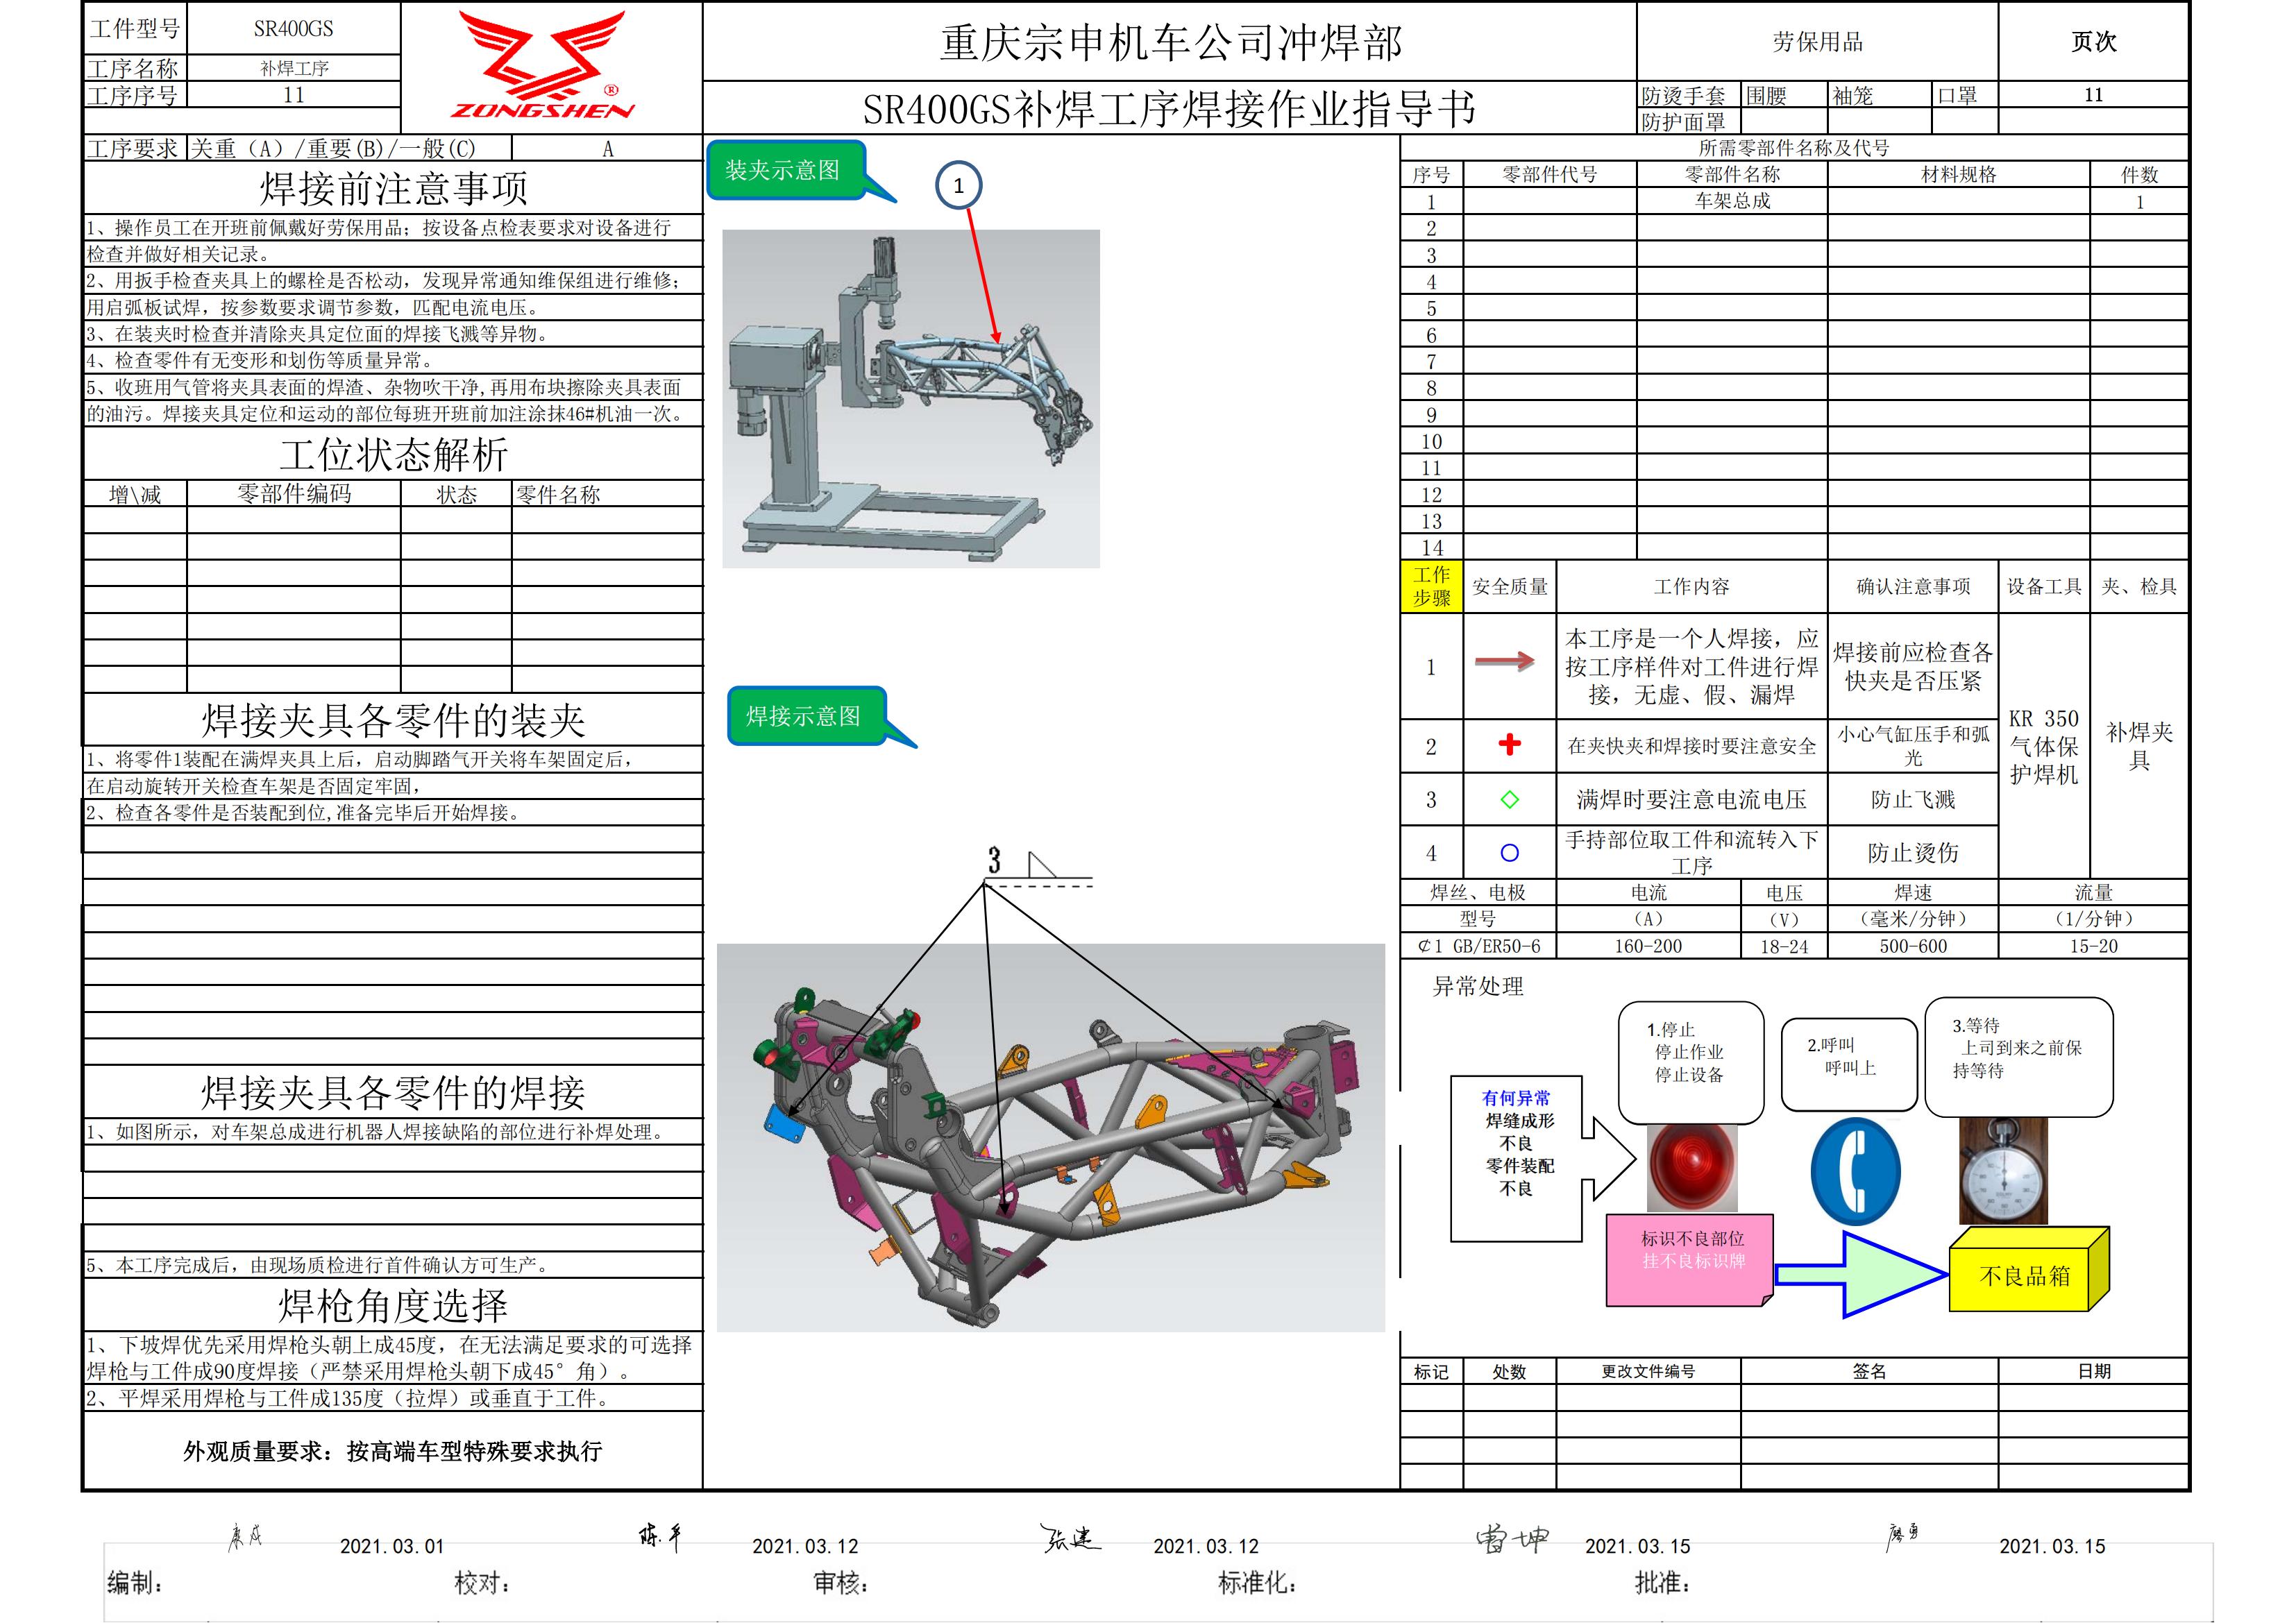 工件型号 SR400GS
工序名称 补焊工序
工序序号 11
ZONGSHEN ®
重庆宗申机车公司冲焊部
SR400GS补焊工序焊接作业指导书
劳保用品 页次
防烫手套 围腰 袖笼 口罩 11
防护面罩
工序要求 关重（A）/重要(B)/一般(C) A
焊接前注意事项
1、操作员工在开班前佩戴好劳保用品；按设备点检表要求对设备进行
检查并做好相关记录。
2、用扳手检查夹具上的螺栓是否松动，发现异常通知维保组进行维修；
用启弧板试焊，按参数要求调节参数，匹配电流电压。
3、在装夹时检查并清除夹具定位面的焊接飞溅等异物。
4、检查零件有无变形和划伤等质量异常。
5、收班用气管将夹具表面的焊渣、杂物吹干净,再用布块擦除夹具表面
的油污。焊接夹具定位和运动的部位每班开班前加注涂抹46#机油一次。
工位状态解析
增\减 零部件编码 状态 零件名称
焊接夹具各零件的装夹
1、将零件1装配在满焊夹具上后，启动脚踏气开关将车架固定后，
在启动旋转开关检查车架是否固定牢固，
2、检查各零件是否装配到位,准备完毕后开始焊接。
焊接夹具各零件的焊接
1、如图所示，对车架总成进行机器人焊接缺陷的部位进行补焊处理。
5、本工序完成后，由现场质检进行首件确认方可生产。
焊枪角度选择
1、下坡焊优先采用焊枪头朝上成45度，在无法满足要求的可选择
焊枪与工件成90度焊接（严禁采用焊枪头朝下成45°角）。
2、平焊采用焊枪与工件成135度（拉焊）或垂直于工件。
外观质量要求：按高端车型特殊要求执行
装夹示意图
1
焊接示意图
3
所需零部件名称及代号
序号 零部件代号 零部件名称 材料规格 件数
1 车架总成 1
2
3
4
5
6
7
8
9
10
11
12
13
14
工作
步骤 安全质量 工作内容 确认注意事项 设备工具 夹、检具
1 本工序是一个人焊接，应
按工序样件对工件进行焊
接，无虚、假、漏焊
焊接前应检查各
快夹是否压紧
2 在夹快夹和焊接时要注意安全
小心气缸压手和弧
光
3 满焊时要注意电流电压 防止飞溅
4 手持部位取工件和流转入下
工序
防止烫伤
KR 350
气体保
护焊机
补焊夹
具
焊丝、电极 电流 电压 焊速 流量
型号 （A） （V） （毫米/分钟） （1/分钟）
¢1 GB/ER50-6 160-200 18-24 500-600 15-20
异常处理
有何异常
焊缝成形
不良
零件装配
不良
1.停止
停止作业
停止设备
2.呼叫
呼叫上
3.等待
上司到来之前保
持等待
标识不良部位
挂不良标识牌
不良品箱
标记 处数 更改文件编号 签名 日期
2021.03.01 陈平 2021.03.12 张建 2021.03.12 雷坤 2021.03.15 廖勇 2021.03.15
编制： 校对： 审核： 标准化： 批准：